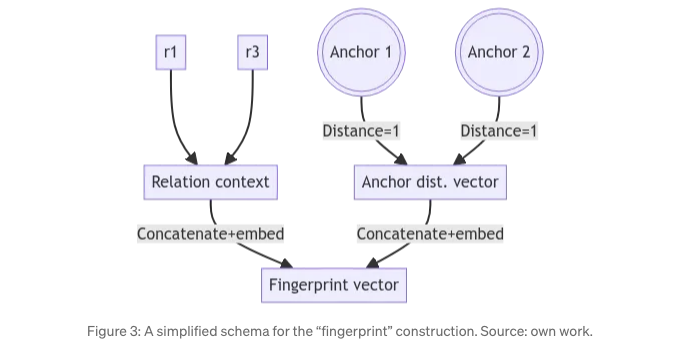 r1
r3
Anchor 1
Anchor 2
Distance=1
Distance=1
Relation context
Anchor dist. vector
Concatenate+embed
Concatenate+embed
Fingerprint vector
Figure 3: A simplified schema for the “fingerprint” construction. Source: own work.